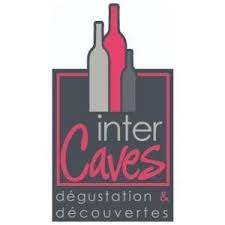 inter
Caves
dégustation &
découvertes